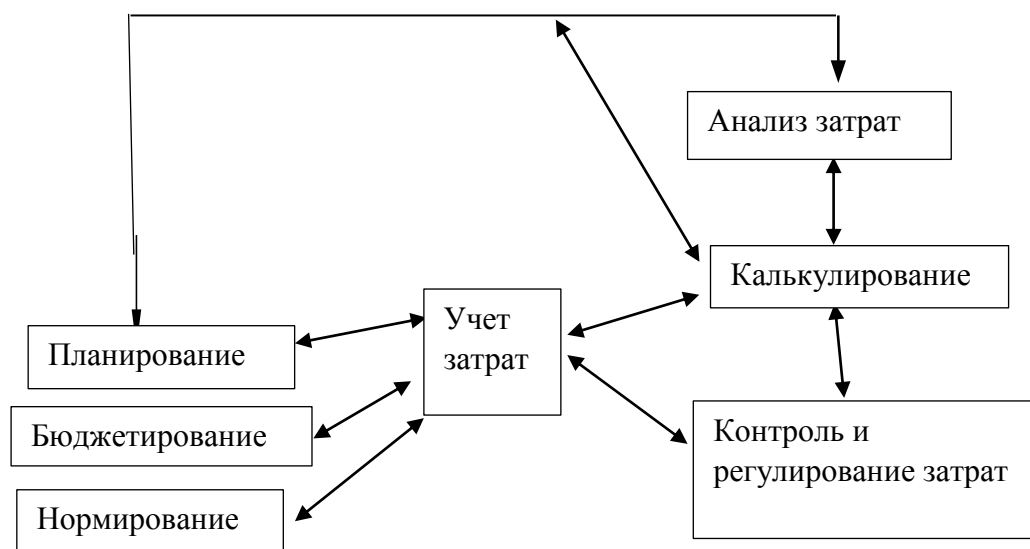 Анализ затрат
Калькулирование
Учет
затрат
Планирование
Бюджетирование
Контроль и
регулирование затрат
Нормирование